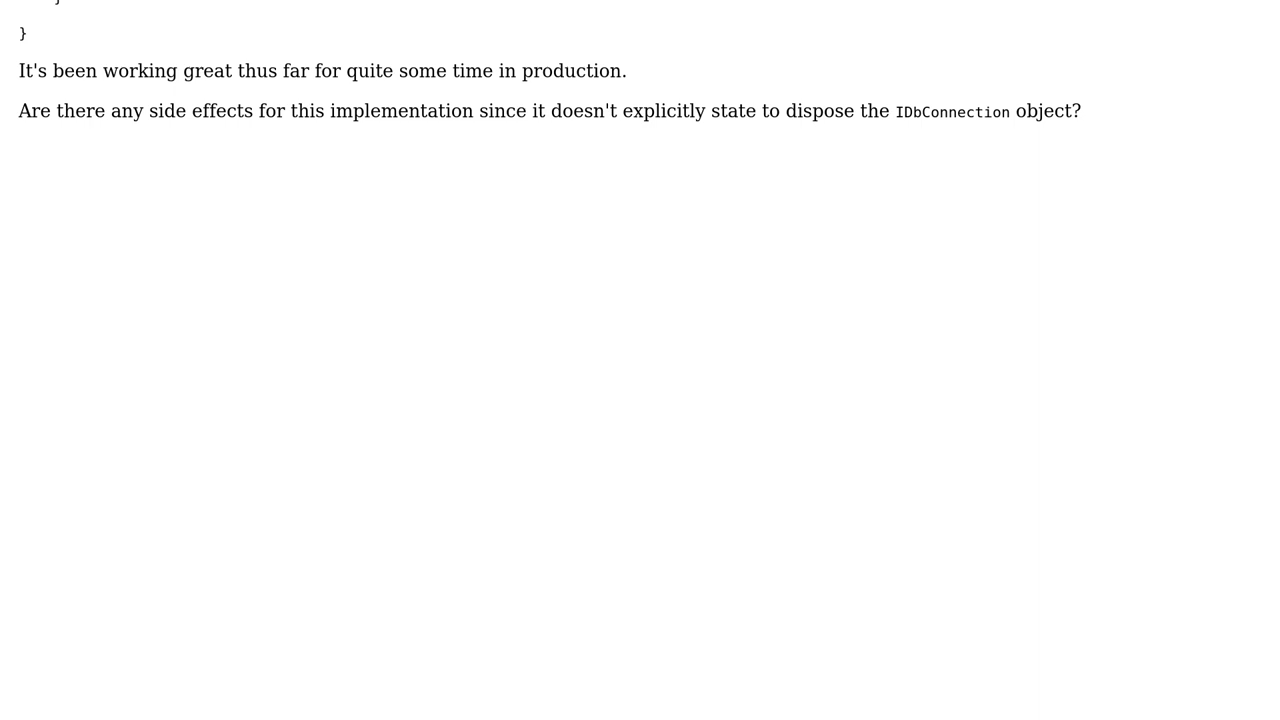 }
}
It's been working great thus far for quite some time in production.
Are there any side effects for this implementation since it doesn't explicitly state to dispose the IDbConnection object?